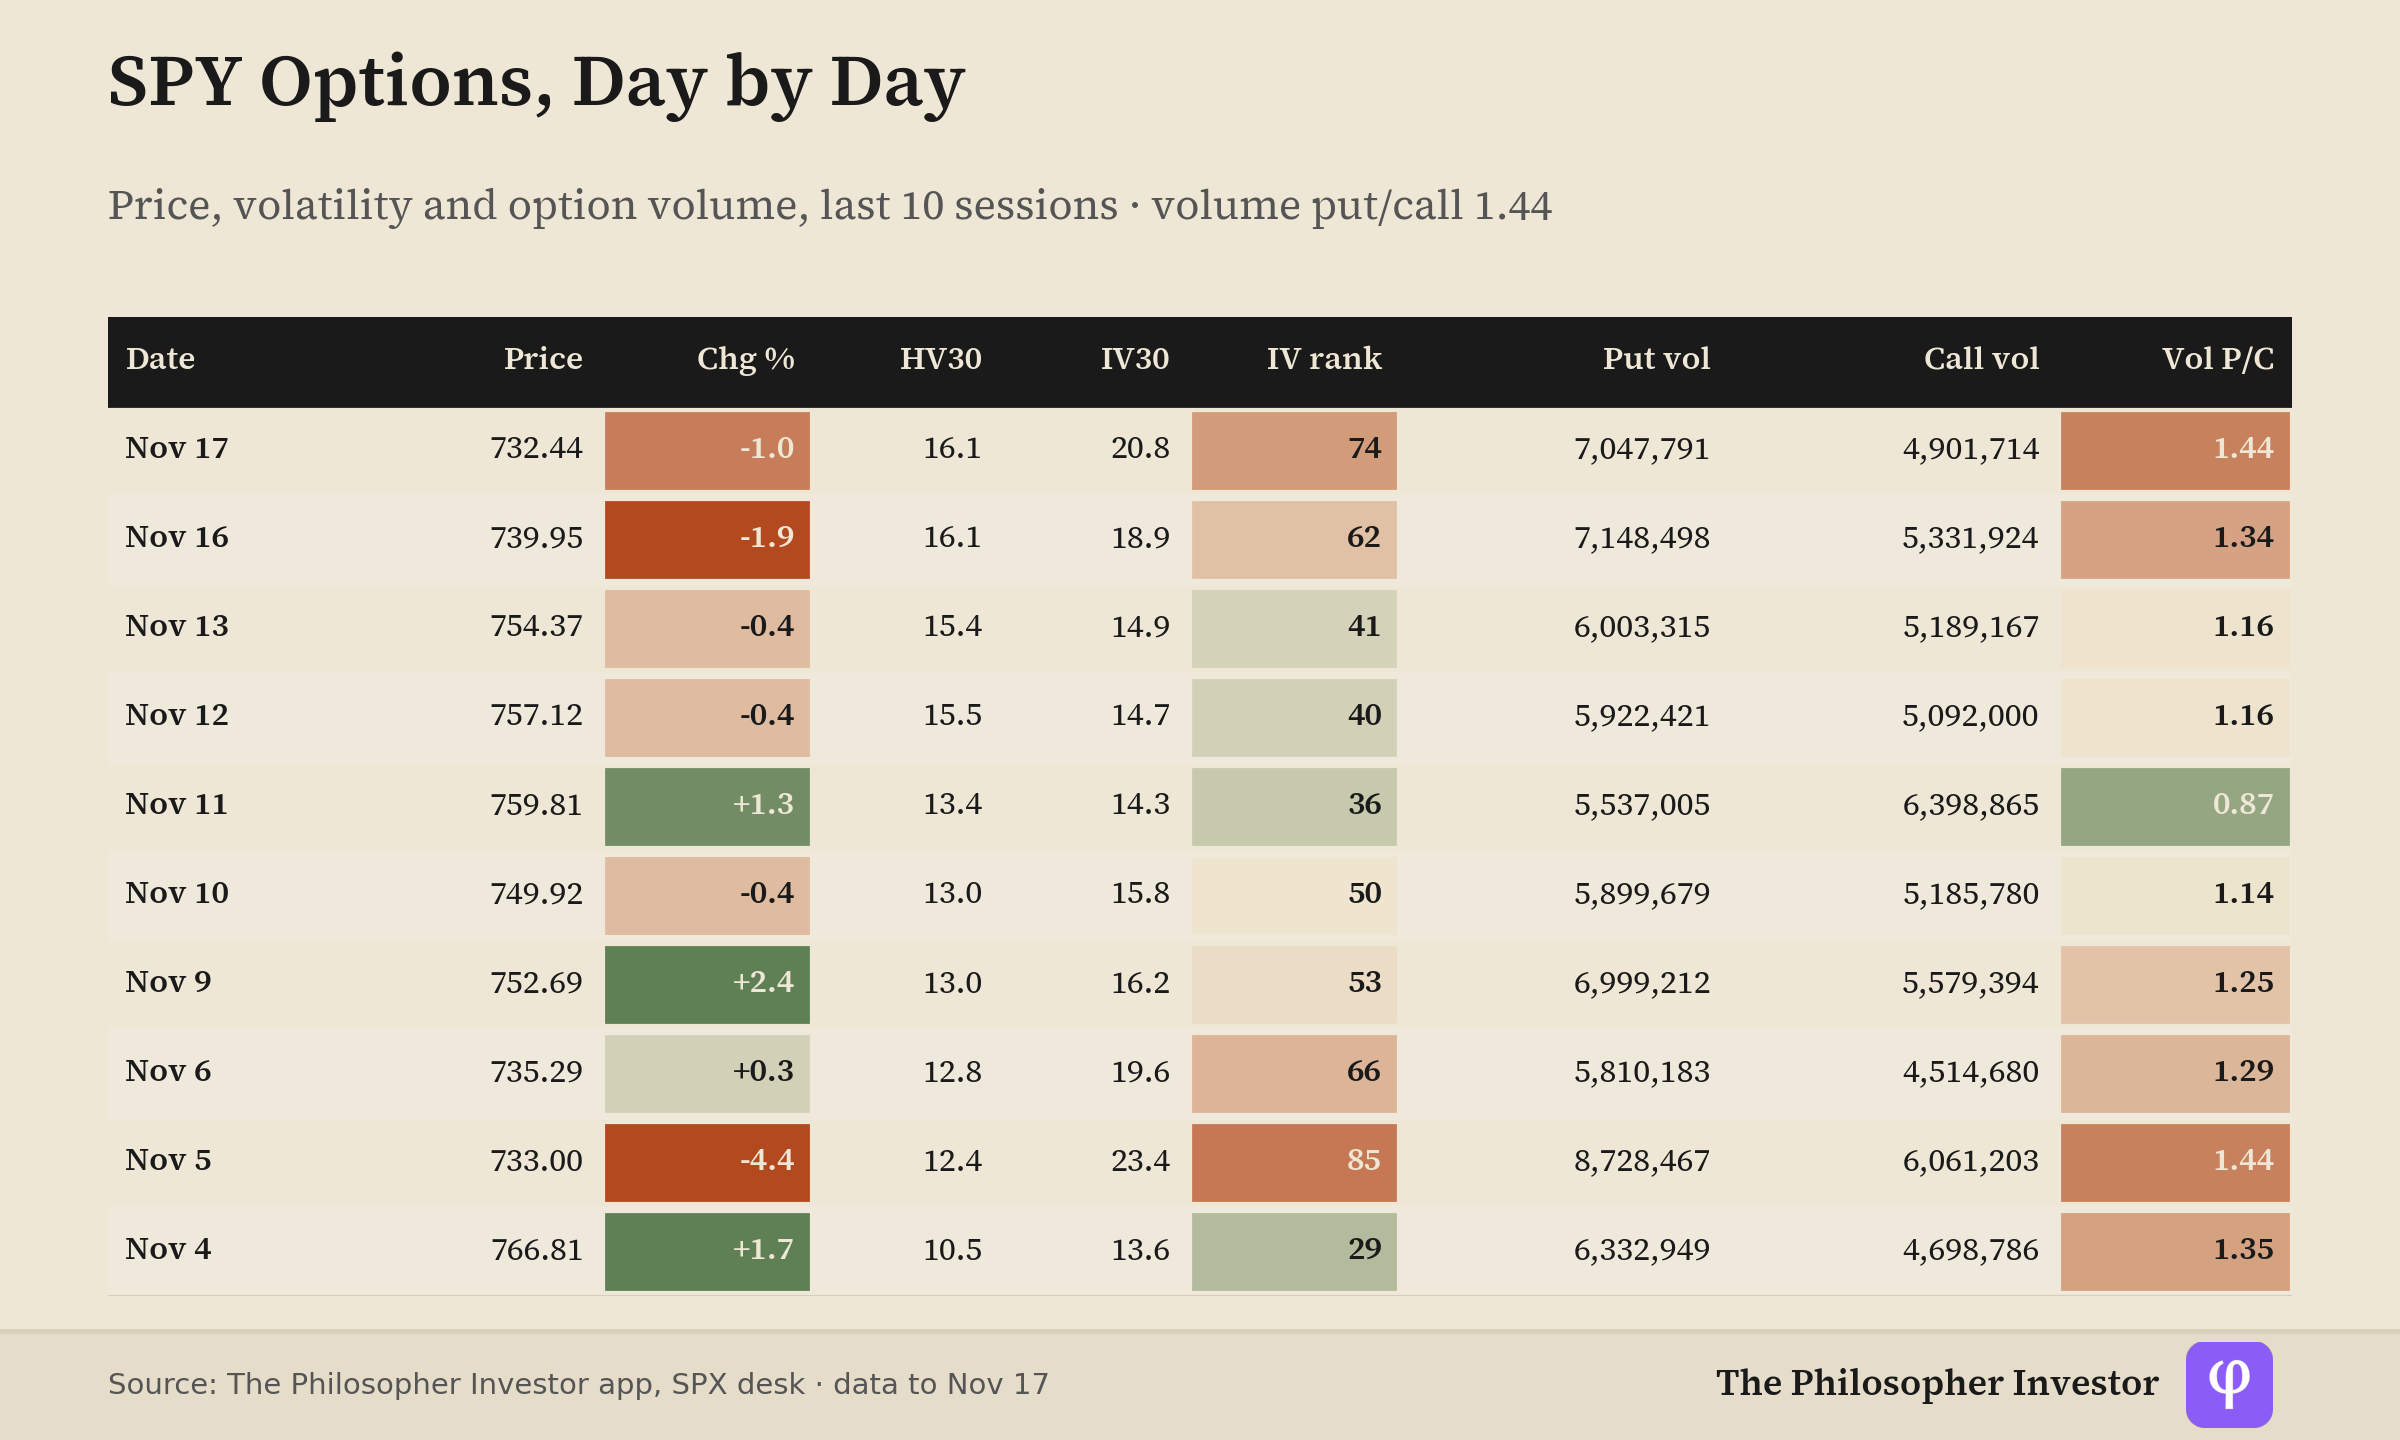 SPY Options, Day by Day
Price, volatility and option volume, last 10 sessions · volume put/call 1.44
Date Price Chg % HV30 IV30 IV rank Put vol Call vol Vol P/C
Nov 17 732.44 -1.0 16.1 20.8 74 7,047,791 4,901,714 1.44
Nov 16 739.95 -1.9 16.1 18.9 62 7,148,498 5,331,924 1.34
Nov 13 754.37 -0.4 15.4 14.9 41 6,003,315 5,189,167 1.16
Nov 12 757.12 -0.4 15.5 14.7 40 5,922,421 5,092,000 1.16
Nov 11 759.81 +1.3 13.4 14.3 36 5,537,005 6,398,865 0.87
Nov 10 749.92 -0.4 13.0 15.8 50 5,899,679 5,185,780 1.14
Nov 9 752.69 +2.4 13.0 16.2 53 6,999,212 5,579,394 1.25
Nov 6 735.29 +0.3 12.8 19.6 66 5,810,183 4,514,680 1.29
Nov 5 733.00 -4.4 12.4 23.4 85 8,728,467 6,061,203 1.44
Nov 4 766.81 +1.7 10.5 13.6 29 6,332,949 4,698,786 1.35
Source: The Philosopher Investor app, SPX desk · data to Nov 17
The Philosopher Investor φ